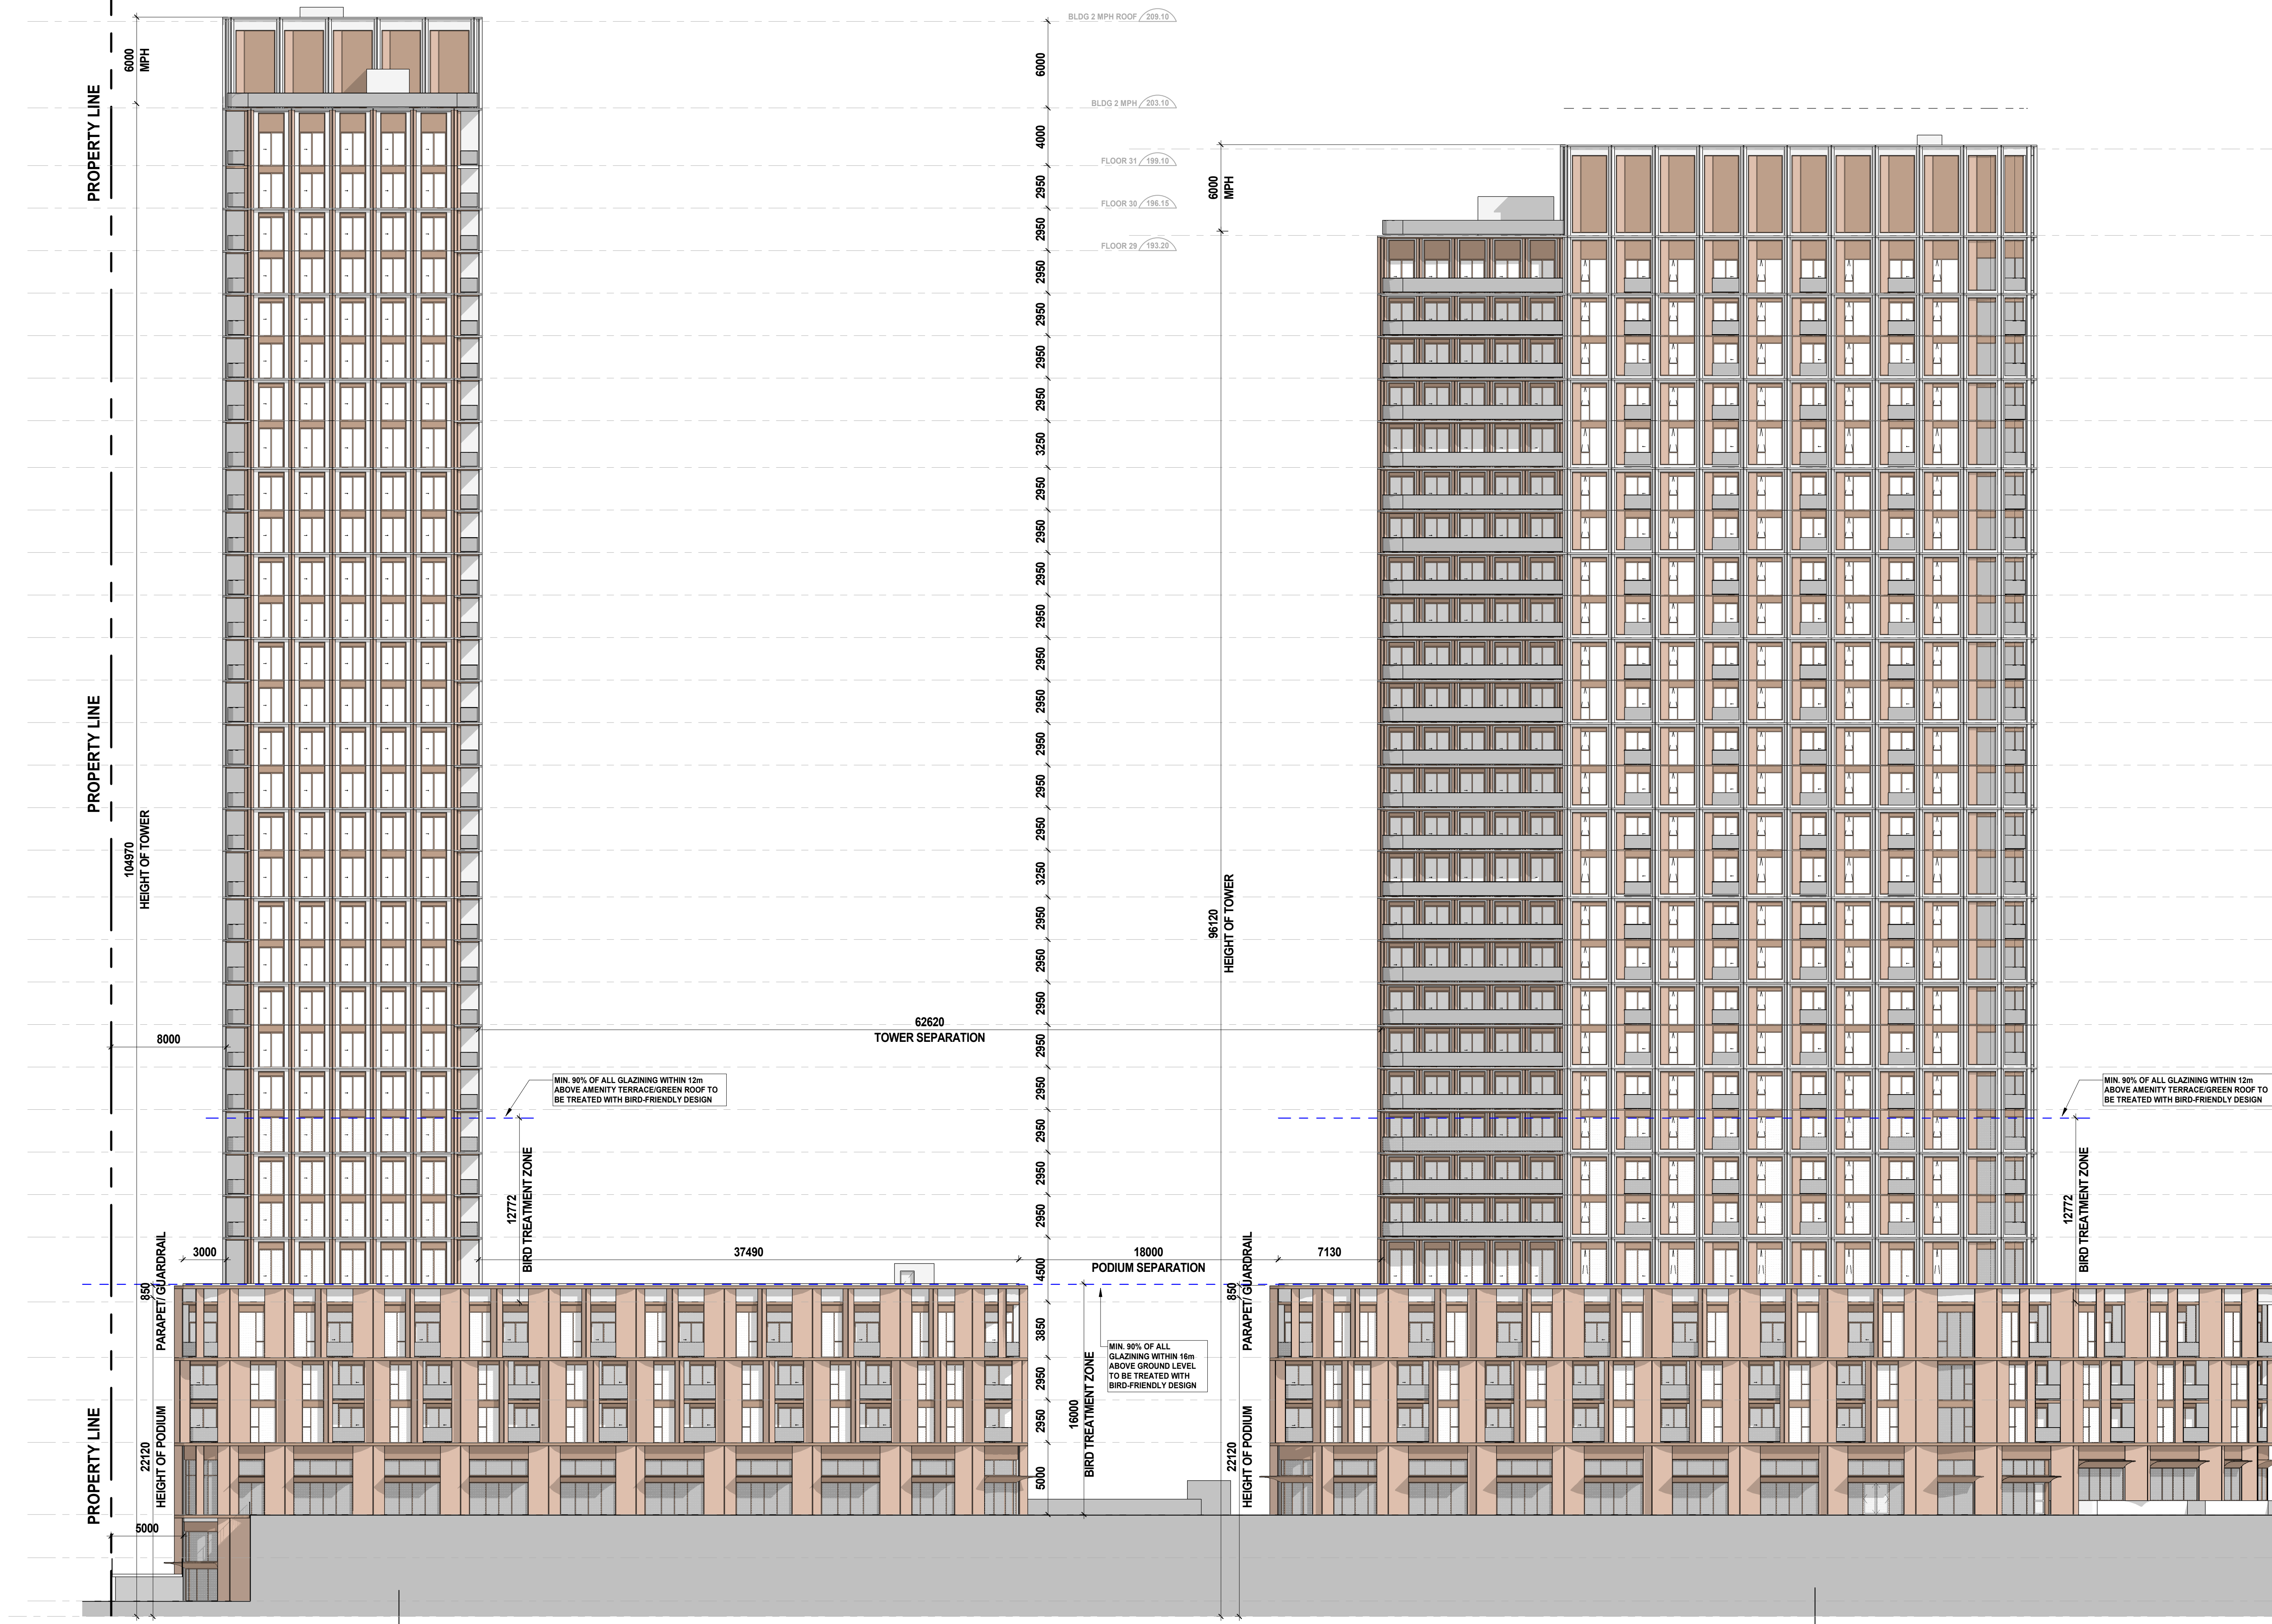 BLDG 2 MPH ROOF 209.10
6000
MPH
6000
PROPERTY LINE
BLDG 2 MPH 203.10
4000
FLOOR 31 199.10
2950
6000
MPH
FLOOR 30 196.15
2950
FLOOR 29 193.20
2950
2950
2950
2950
3250
2950
2950
2950
2950
2950
2950
PROPERTY LINE
2950
2950
2950
104970
HEIGHT OF TOWER
3250
96120
HEIGHT OF TOWER
2950
2950
2950
62620
TOWER SEPARATION
8000
2950
MIN. 90% OF ALL GLAZINING WITHIN 12m
ABOVE AMENITY TERRACE/GREEN ROOF TO
BE TREATED WITH BIRD-FRIENDLY DESIGN
2950
MIN. 90% OF ALL GLAZINING WITHIN 12m
ABOVE AMENITY TERRACE/GREEN ROOF TO
BE TREATED WITH BIRD-FRIENDLY DESIGN
2950
2950
12772
BIRD TREATMENT ZONE
2950
12772
BIRD TREATMENT ZONE
3000
37490
18000
PODIUM SEPARATION
7130
4500
850
PARAPET/ GUARDRAIL
850
PARAPET/ GUARDRAIL
3850
MIN. 90% OF ALL
GLAZINING WITHIN 16m
ABOVE GROUND LEVEL
TO BE TREATED WITH
BIRD-FRIENDLY DESIGN
2950
16000
BIRD TREATMENT ZONE
2950
PROPERTY LINE
22120
HEIGHT OF PODIUM
22120
HEIGHT OF PODIUM
5000
5000